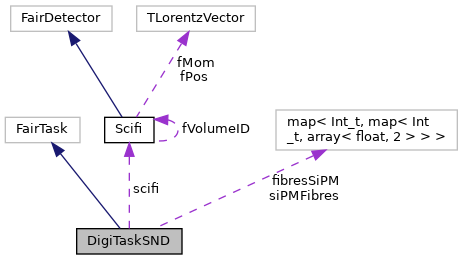 FairDetector
TLorentzVector
fMom
fPos
FairTask
Scifi
fVolumeID
map< Int_t, map< Int
_t, array< float, 2 > > >
scifi
fibresSiPM
siPMFibres
DigiTaskSND